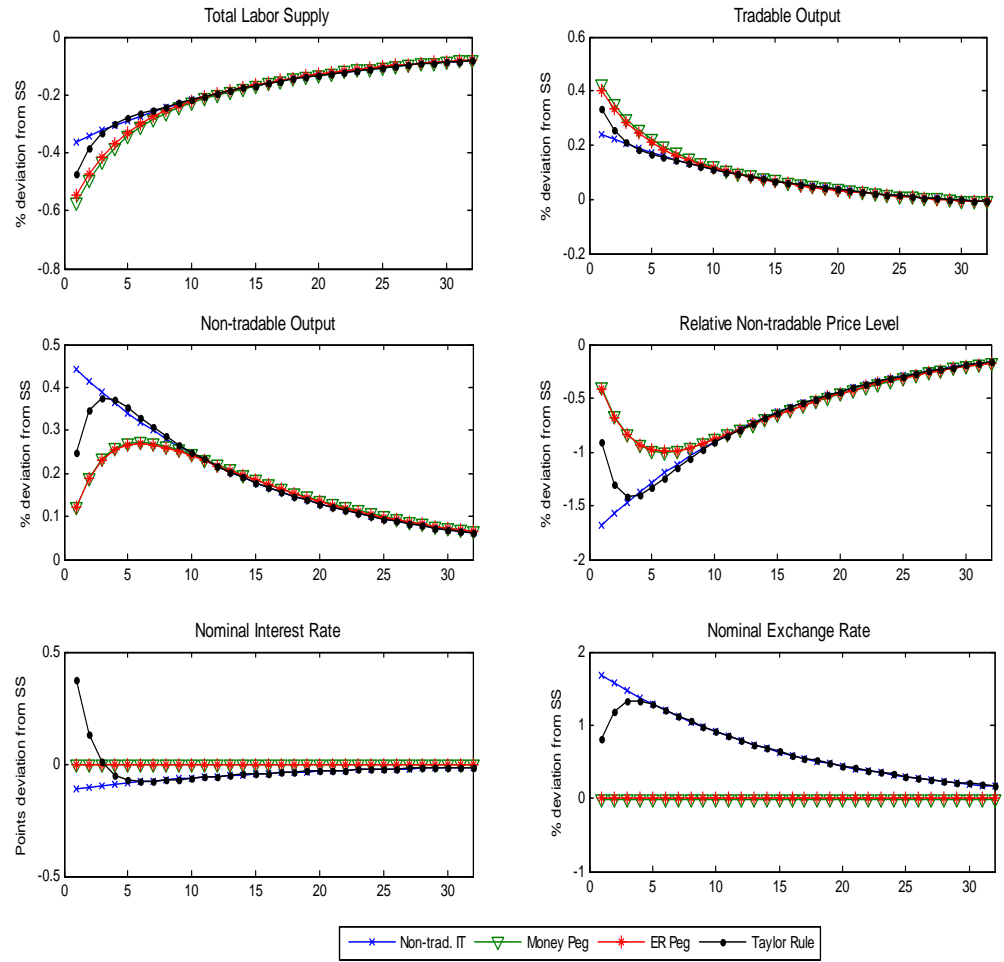 Total Labor Supply
% deviation from SS
0
-0.2
-0.4
-0.6
-0.8
0 5 10 15 20 25 30
Tradable Output
% deviation from SS
0.6
0.4
0.2
0
-0.2
0 5 10 15 20 25 30
Non-tradable Output
% deviation from SS
0.5
0.4
0.3
0.2
0.1
0
0 5 10 15 20 25 30
Relative Non-tradable Price Level
% deviation from SS
0
-0.5
-1
-1.5
-2
0 5 10 15 20 25 30
Nominal Interest Rate
Points deviation from SS
0.5
0
-0.5
0 5 10 15 20 25 30
Nominal Exchange Rate
% deviation from SS
2
1
0
-1
0 5 10 15 20 25 30
Non-trad. IT Money Peg ER Peg Taylor Rule